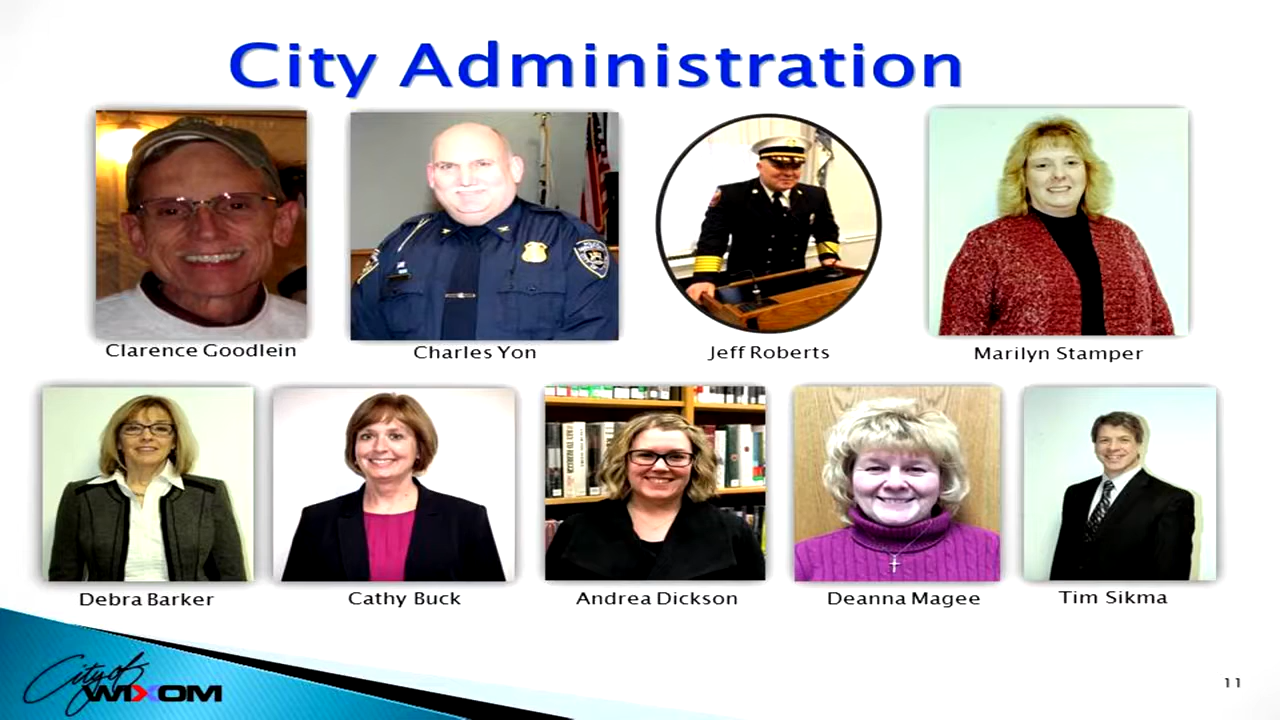 City Administration
Clarence Goodlein
Charles Yon
Jeff Roberts
Marilyn Stamper
Debra Barker
Cathy Buck
Andrea Dickson
Deanna Magee
Tim Sikma
City of
WIXOM
11